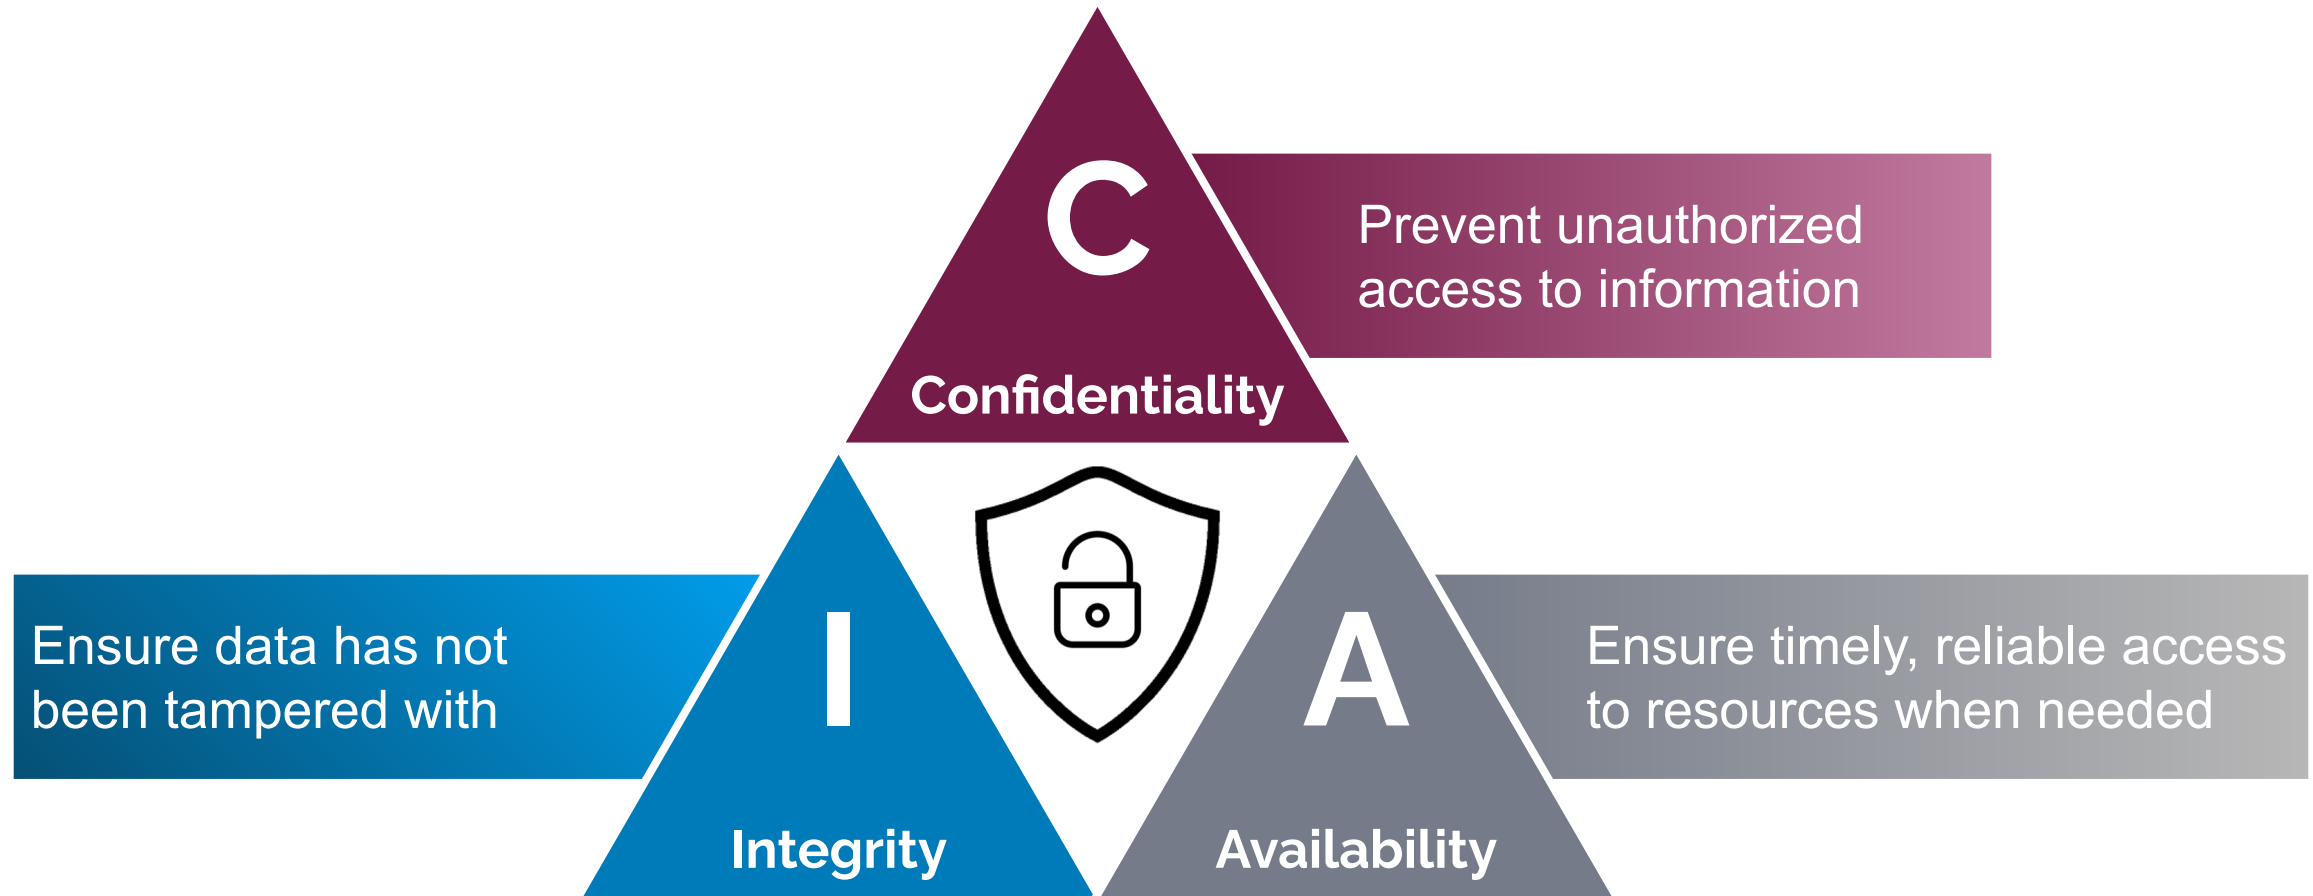 C
Confidentiality
Prevent unauthorized
access to information
I
Integrity
Ensure data has not
been tampered with
A
Availability
Ensure timely, reliable access
to resources when needed